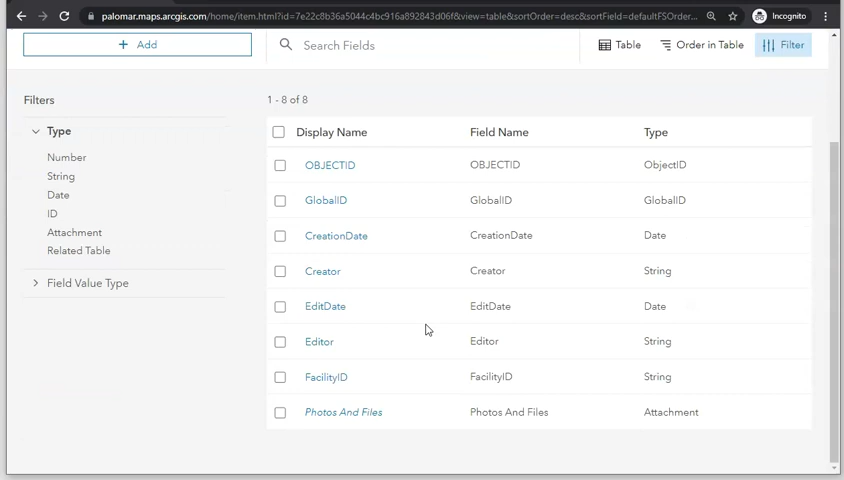 palomar.maps.arcgis.com/home/item.html?id=7e22c8b36a5044c4bc916a892843d06f&view=table&sortOrder=desc&sortField=defaultFSOrder... Incognito
+ Add Search Fields Table Order in Table Filter
Filters 1 - 8 of 8
Type Display Name Field Name Type
Number
String OBJECTID OBJECTID ObjectID
Date GlobalID GlobalID GlobalID
ID
Attachment CreationDate CreationDate Date
Related Table
Field Value Type Creator Creator String
EditDate EditDate Date
Editor Editor String
FacilityID FacilityID String
Photos And Files Photos And Files Attachment